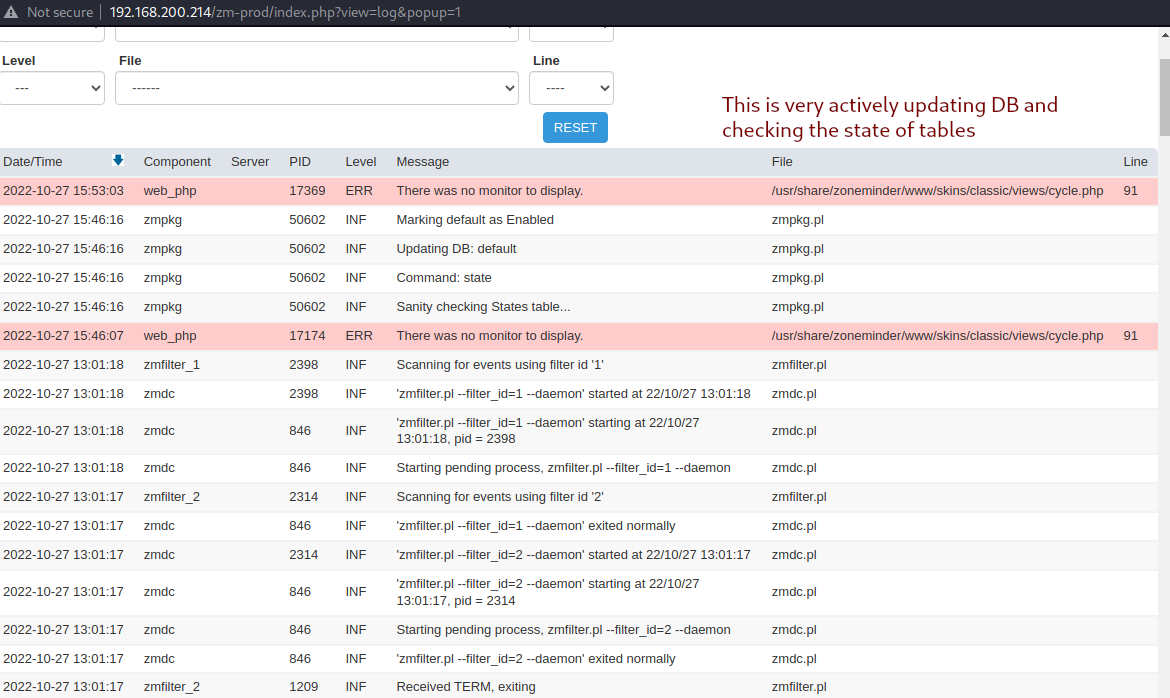 Not secure | 192.168.200.214/zm-prod/index.php?view=log&popup=1
Level File Line
--- ------ ----
This is very actively updating DB and
checking the state of tables
RESET
Date/Time Component Server PID Level Message File Line
2022-10-27 15:53:03 web_php 17369 ERR There was no monitor to display. /usr/share/zoneminder/www/skins/classic/views/cycle.php 91
2022-10-27 15:46:16 zmpkg 50602 INF Marking default as Enabled zmpkg.pl
2022-10-27 15:46:16 zmpkg 50602 INF Updating DB: default zmpkg.pl
2022-10-27 15:46:16 zmpkg 50602 INF Command: state zmpkg.pl
2022-10-27 15:46:16 zmpkg 50602 INF Sanity checking States table... zmpkg.pl
2022-10-27 15:46:07 web_php 17174 ERR There was no monitor to display. /usr/share/zoneminder/www/skins/classic/views/cycle.php 91
2022-10-27 13:01:18 zmfilter_1 2398 INF Scanning for events using filter id '1' zmfilter.pl
2022-10-27 13:01:18 zmdc 2398 INF 'zmfilter.pl --filter_id=1 --daemon' started at 22/10/27 13:01:18 zmdc.pl
2022-10-27 13:01:18 zmdc 846 INF 'zmfilter.pl --filter_id=1 --daemon' starting at 22/10/27
13:01:18, pid = 2398 zmdc.pl
2022-10-27 13:01:18 zmdc 846 INF Starting pending process, zmfilter.pl --filter_id=1 --daemon zmdc.pl
2022-10-27 13:01:17 zmfilter_2 2314 INF Scanning for events using filter id '2' zmfilter.pl
2022-10-27 13:01:17 zmdc 846 INF 'zmfilter.pl --filter_id=1 --daemon' exited normally zmdc.pl
2022-10-27 13:01:17 zmdc 2314 INF 'zmfilter.pl --filter_id=2 --daemon' started at 22/10/27 13:01:17 zmdc.pl
2022-10-27 13:01:17 zmdc 846 INF 'zmfilter.pl --filter_id=2 --daemon' starting at 22/10/27
13:01:17, pid = 2314 zmdc.pl
2022-10-27 13:01:17 zmdc 846 INF Starting pending process, zmfilter.pl --filter_id=2 --daemon zmdc.pl
2022-10-27 13:01:17 zmdc 846 INF 'zmfilter.pl --filter_id=2 --daemon' exited normally zmdc.pl
2022-10-27 13:01:17 zmfilter_2 1209 INF Received TERM, exiting zmfilter.pl